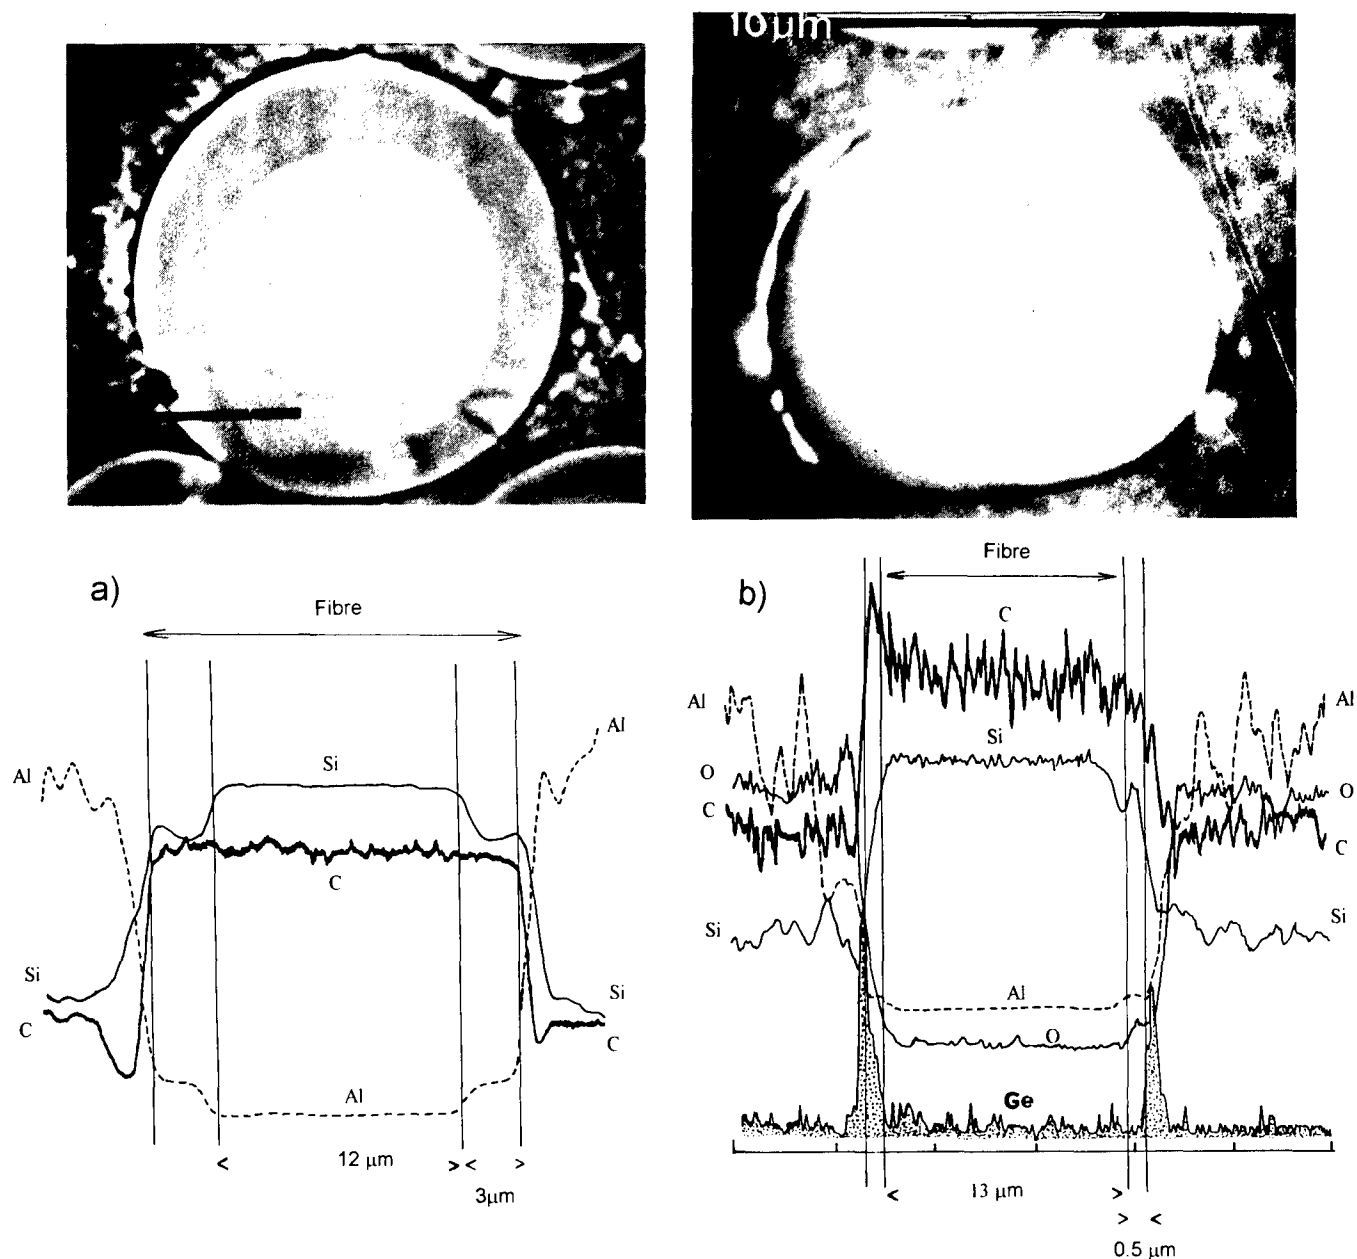 10μm
a)
Fibre
Al
Al
Si
C
Si
Si
C
C
Al
< 12 μm > < >
3μm
b)
Fibre
C
Al
Al
Si
O
O
C
C
Si
Si
Al
O
Ge
< 13 μm >
> <
0.5 μm